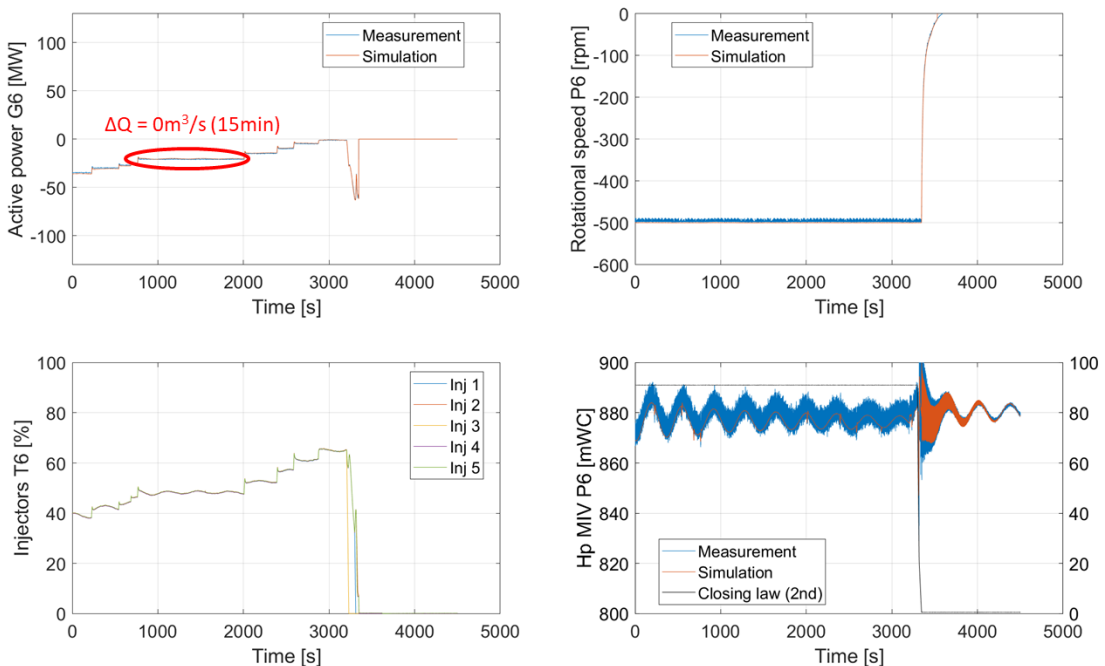 100
50
0
-50
-100
Active power G6 [MW]
Measurement
Simulation
ΔQ = 0m³/s (15min)
0 1000 2000 3000 4000 5000
Time [s]
0
-100
-200
-300
-400
-500
-600
Rotational speed P6 [rpm]
Measurement
Simulation
0 1000 2000 3000 4000 5000
Time [s]
100
80
60
40
20
0
Injectors T6 [%]
Inj 1
Inj 2
Inj 3
Inj 4
Inj 5
0 1000 2000 3000 4000 5000
Time [s]
900 100
880 80
860 60
840 40
820 20
800 0
Hp MIV P6 [mWC]
Measurement
Simulation
Closing law (2nd)
0 1000 2000 3000 4000 5000
Time [s]